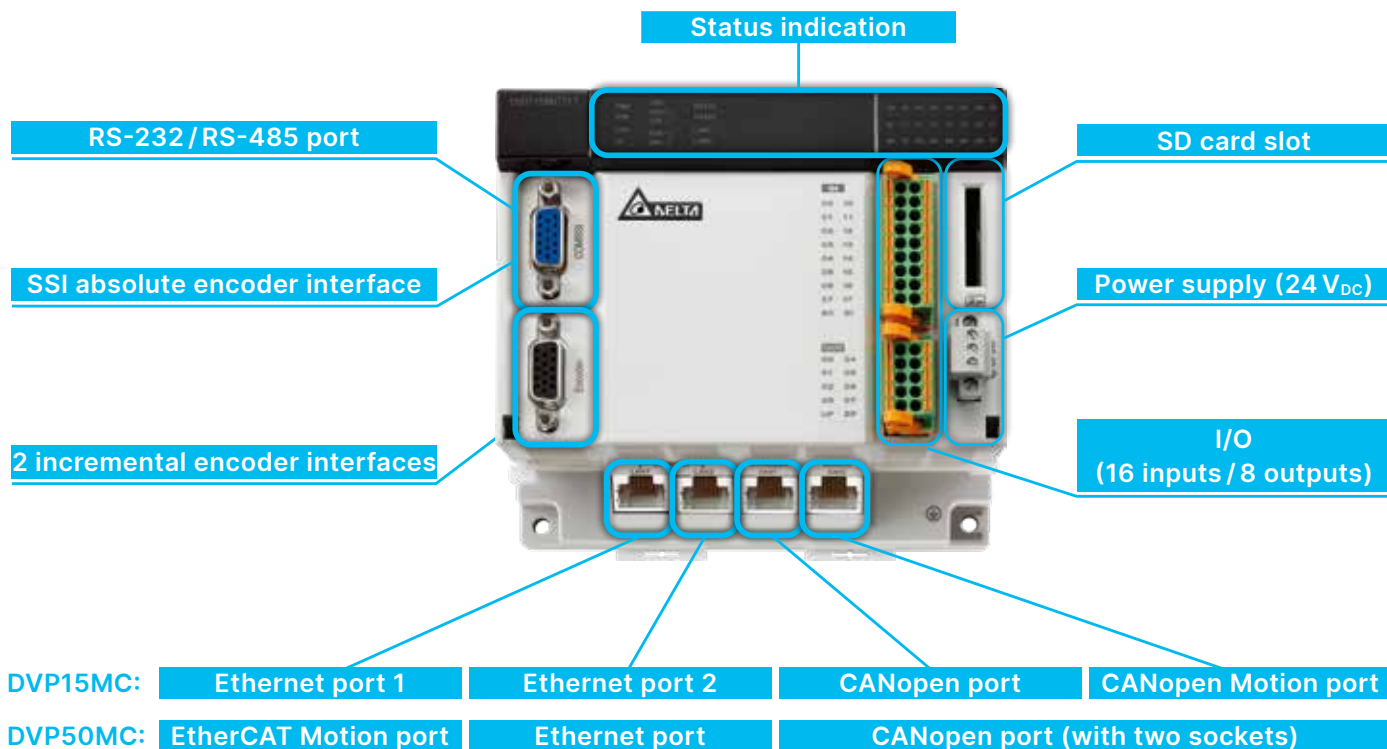 Status indication
RS-232/RS-485 port
SD card slot
DELTA
SSI absolute encoder interface
Power supply (24 VDC)
Encoder
2 incremental encoder interfaces
I/O
(16 inputs/8 outputs)
DVP15MC: Ethernet port 1 Ethernet port 2 CANopen port CANopen Motion port
DVP50MC: EtherCAT Motion port Ethernet port CANopen port (with two sockets)